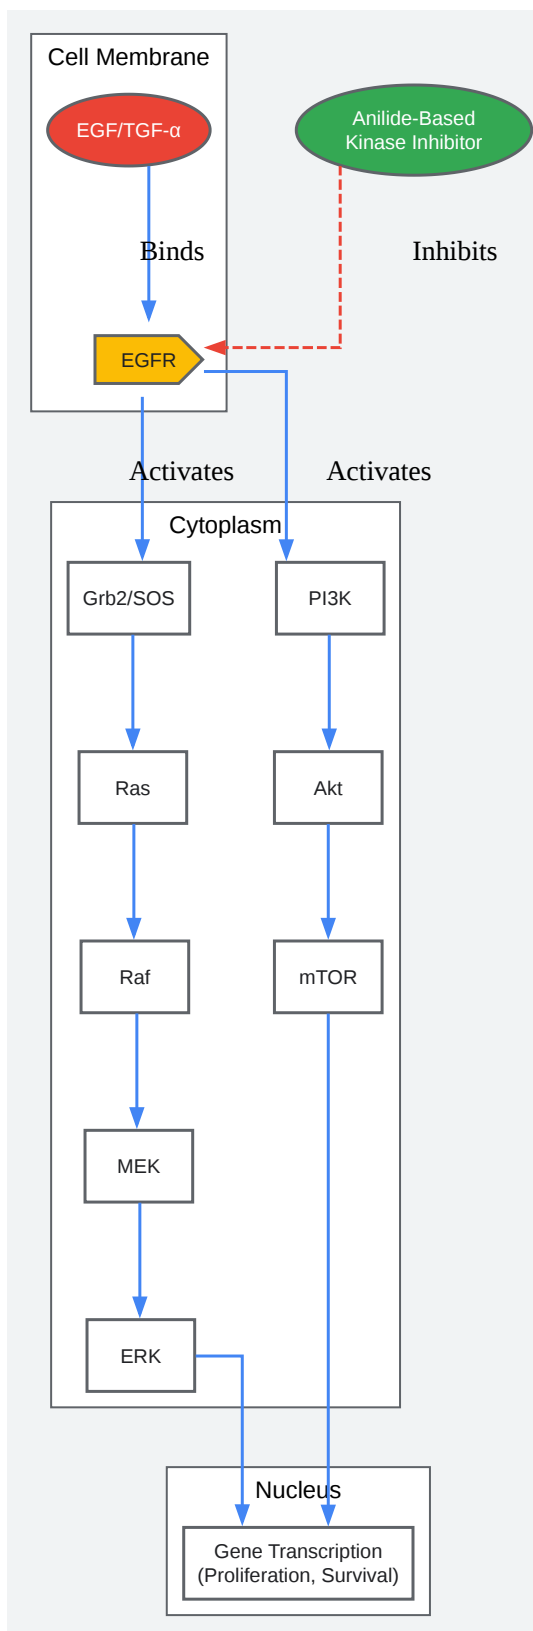 Cell Membrane
EGF/TGF-α
Anilide-Based
Kinase Inhibitor
Binds
Inhibits
EGFR
Activates
Activates
Cytoplasm
Grb2/SOS
PI3K
Ras
Akt
Raf
mTOR
MEK
ERK
Nucleus
Gene Transcription
(Proliferation, Survival)